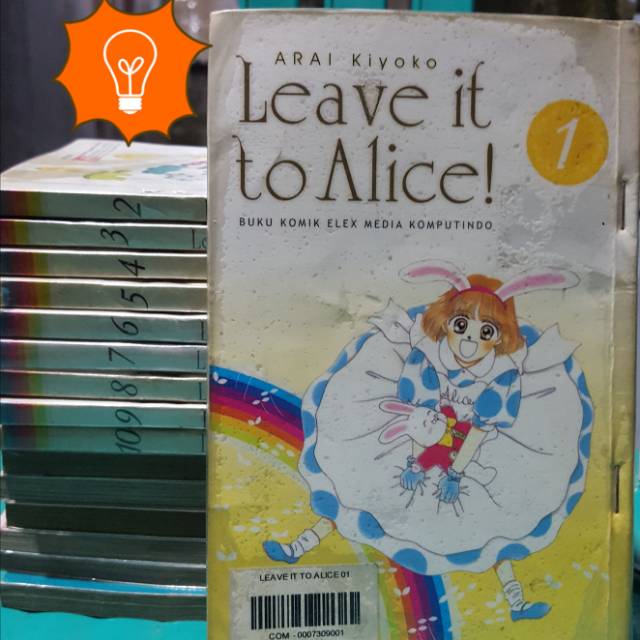 ARAI Kiyoko
Leave it
to Alice!
1
BUKU KOMIK ELEX MEDIA KOMPUTINDO
Alice
LEAVE IT TO ALICE 01
COM - 0007309001
2
3
4
5
6
7
8
9
10